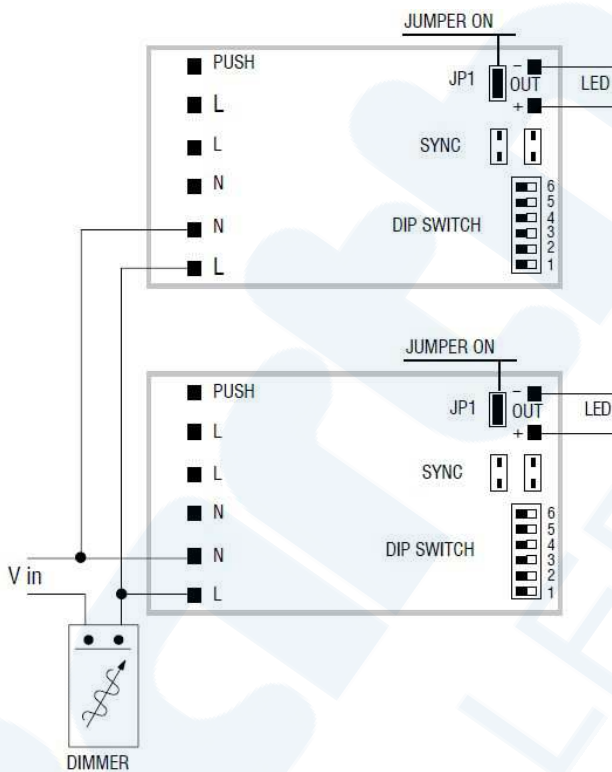 JUMPER ON
PUSH
JP1
-
OUT
+
LED
L
L
SYNC
N
N
DIP SWITCH
6
5
4
3
2
1
L
JUMPER ON
PUSH
JP1
-
OUT
+
LED
L
L
SYNC
N
N
DIP SWITCH
6
5
4
3
2
1
L
V in
DIMMER